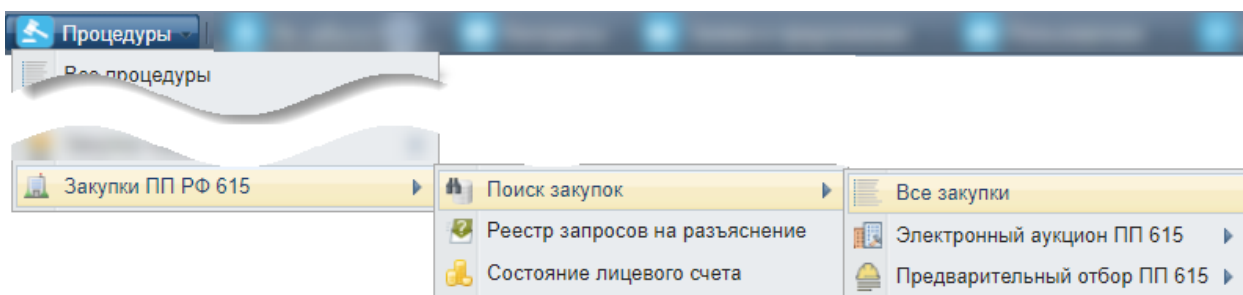 Процедуры
Все процедуры
Закупки ПП РФ 615
Поиск закупок
Все закупки
Реестр запросов на разъяснение
Электронный аукцион ПП 615
Состояние лицевого счета
Предварительный отбор ПП 615